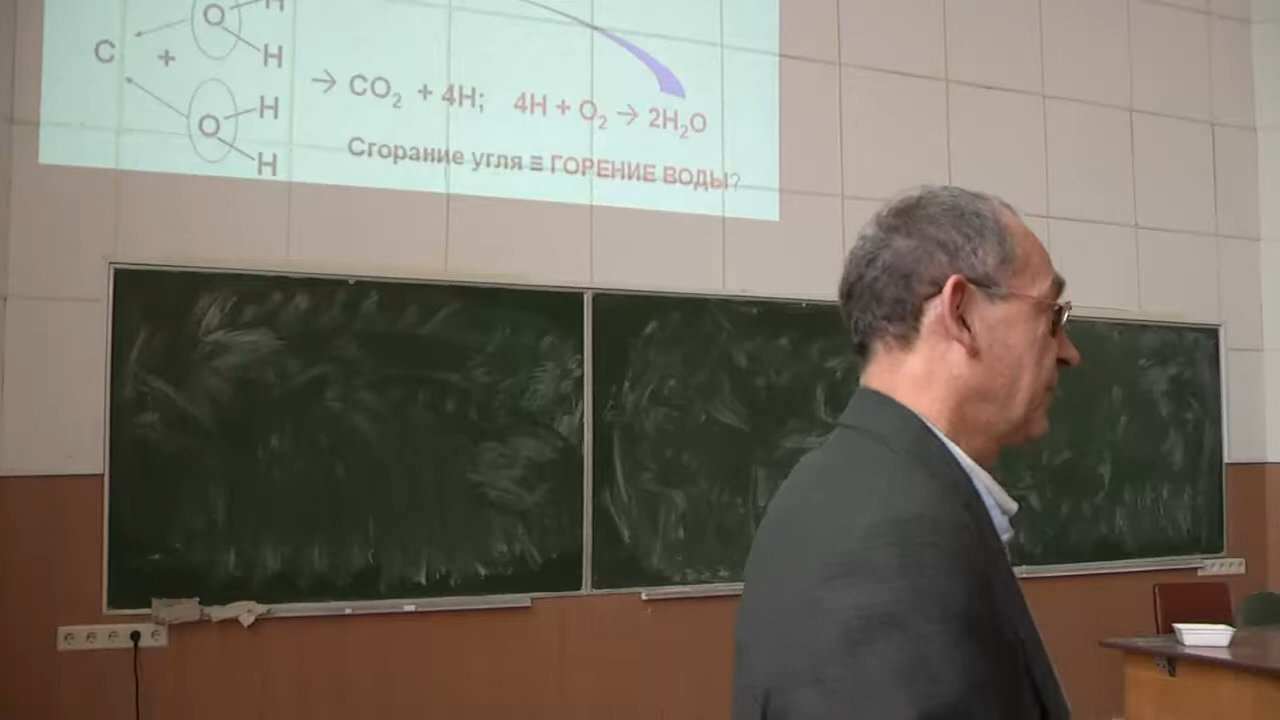 O H
C + H
→ CO₂ + 4H; 4H + O₂ → 2H₂O
O H
H
Сгорание угля ≡ ГОРЕНИЕ ВОДЫ?